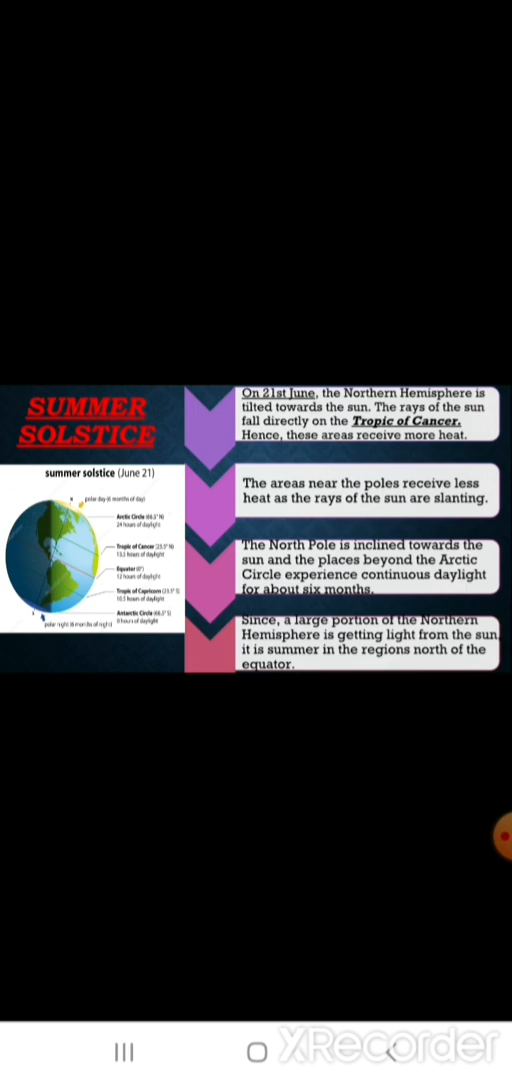 SUMMER
SOLSTICE
On 21st June, the Northern Hemisphere is
tilted towards the sun. The rays of the sun
fall directly on the Tropic of Cancer.
Hence, these areas receive more heat.
The areas near the poles receive less
heat as the rays of the sun are slanting.
The North Pole is inclined towards the
sun and the places beyond the Arctic
Circle experience continuous daylight
for about six months.
Since, a large portion of the Northern
Hemisphere is getting light from the sun,
it is summer in the regions north of the
equator.
summer solstice (June 21)
polar day (6 months of day)
Arctic Circle (66.5° N)
24 hours of daylight
Tropic of Cancer (23.5° N)
hours of daylight
Equator (0°)
12 hours of daylight
Tropic of Capricorn (23.5° S)
10.5 hours of daylight
Antarctic Circle (66.5° S)
0 hours of daylight
polar night (6 months of night)
XRecorder